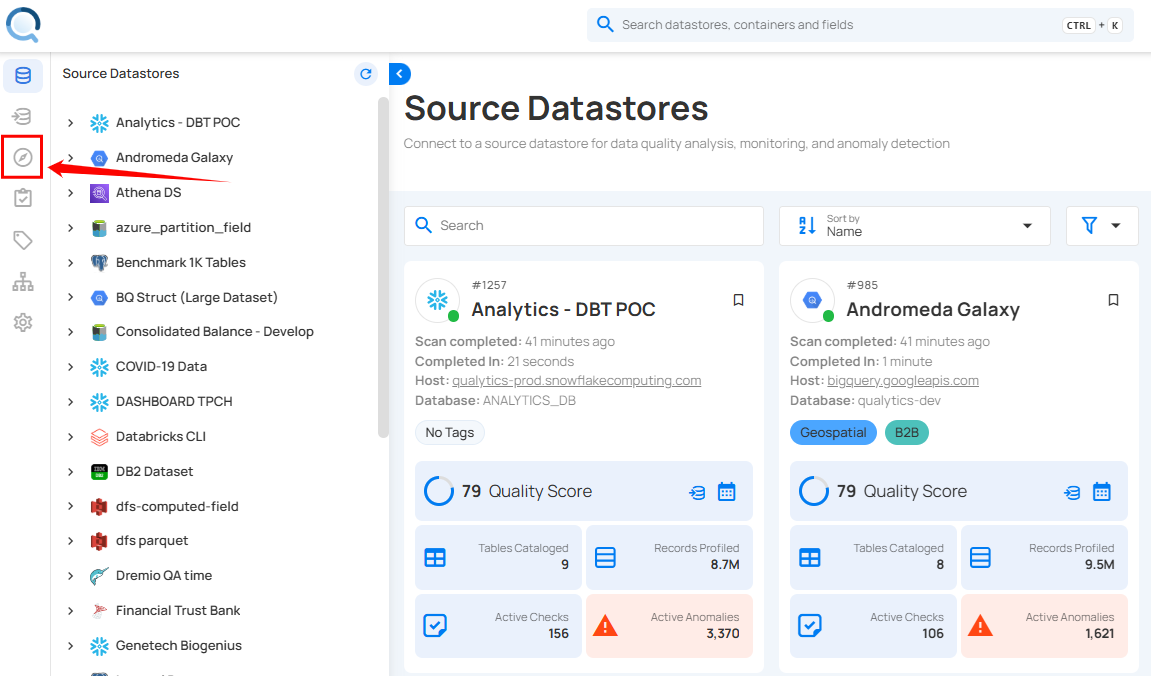 Search datastores, containers and fields
CTRL + K
Source Datastores
Analytics - DBT POC
Andromeda Galaxy
Athena DS
azure_partition_field
Benchmark 1K Tables
BQ Struct (Large Dataset)
Consolidated Balance - Develop
COVID-19 Data
DASHBOARD TPCH
Databricks CLI
DB2 Dataset
dfs-computed-field
dfs parquet
Dremio QA time
Financial Trust Bank
Genetech Biogenius
Source Datastores
Connect to a source datastore for data quality analysis, monitoring, and anomaly detection
Search
Sort by
Name
#1257
Analytics - DBT POC
Scan completed: 41 minutes ago
Completed In: 21 seconds
Host: qualytics-prod.snowflakecomputing.com
Database: ANALYTICS_DB
No Tags
79 Quality Score
Tables Cataloged
9
Records Profiled
8.7M
Active Checks
156
Active Anomalies
3,370
#985
Andromeda Galaxy
Scan completed: 41 minutes ago
Completed In: 1 minute
Host: bigquery.googleapis.com
Database: qualytics-dev
Geospatial B2B
79 Quality Score
Tables Cataloged
8
Records Profiled
9.5M
Active Checks
106
Active Anomalies
1,621